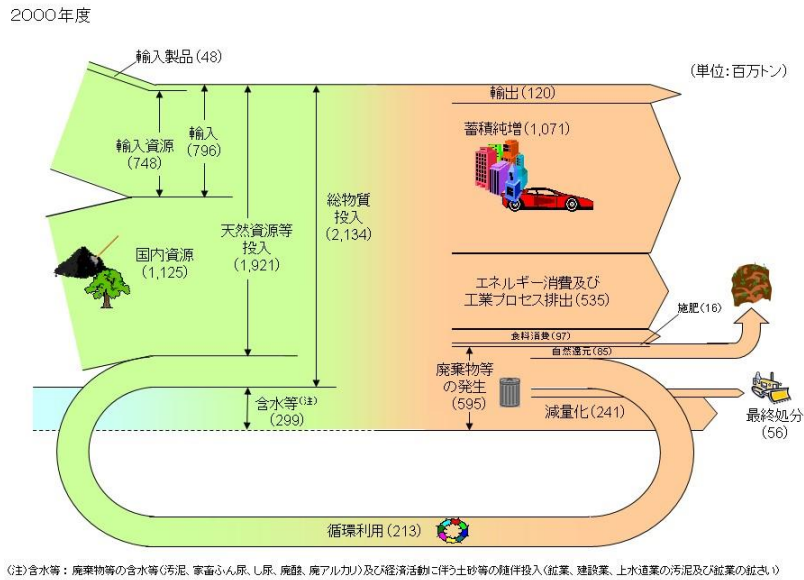 2000年度
輸入製品(48)
(単位:百万トン)
輸出(120)
輸入資源
(748)
輸入
(796)
蓄積純増(1,071)
総物質
投入
(2,134)
天然資源等
投入
(1,921)
国内資源
(1,125)
エネルギー消費及び
工業プロセス排出(535)
施肥(16)
食料消費(97)
自然還元(85)
廃棄物等
の発生
(595)
含水等(注)
(299)
減量化(241)
最終処分
(56)
循環利用(213)
(注)含水等: 廃棄物等の含水等(汚泥、家畜ふん尿、し尿、廃酸、廃アルカリ)及び経済活動に伴う土砂等の随伴投入(鉱業、建設業、上水道業の汚泥及び鉱業の鉱さい)